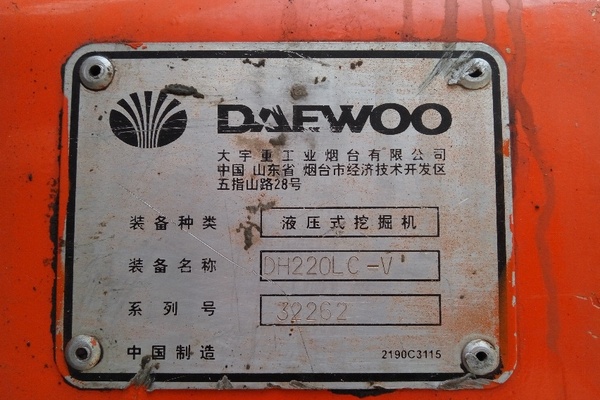 DAEWOO
大宇重工业烟台有限公司
中国 山东省 烟台市经济技术开发区
五指山路28号
装备种类 液压式挖掘机
装备名称 DH220LC-V
系列号 32262
中国制造 2190C3115